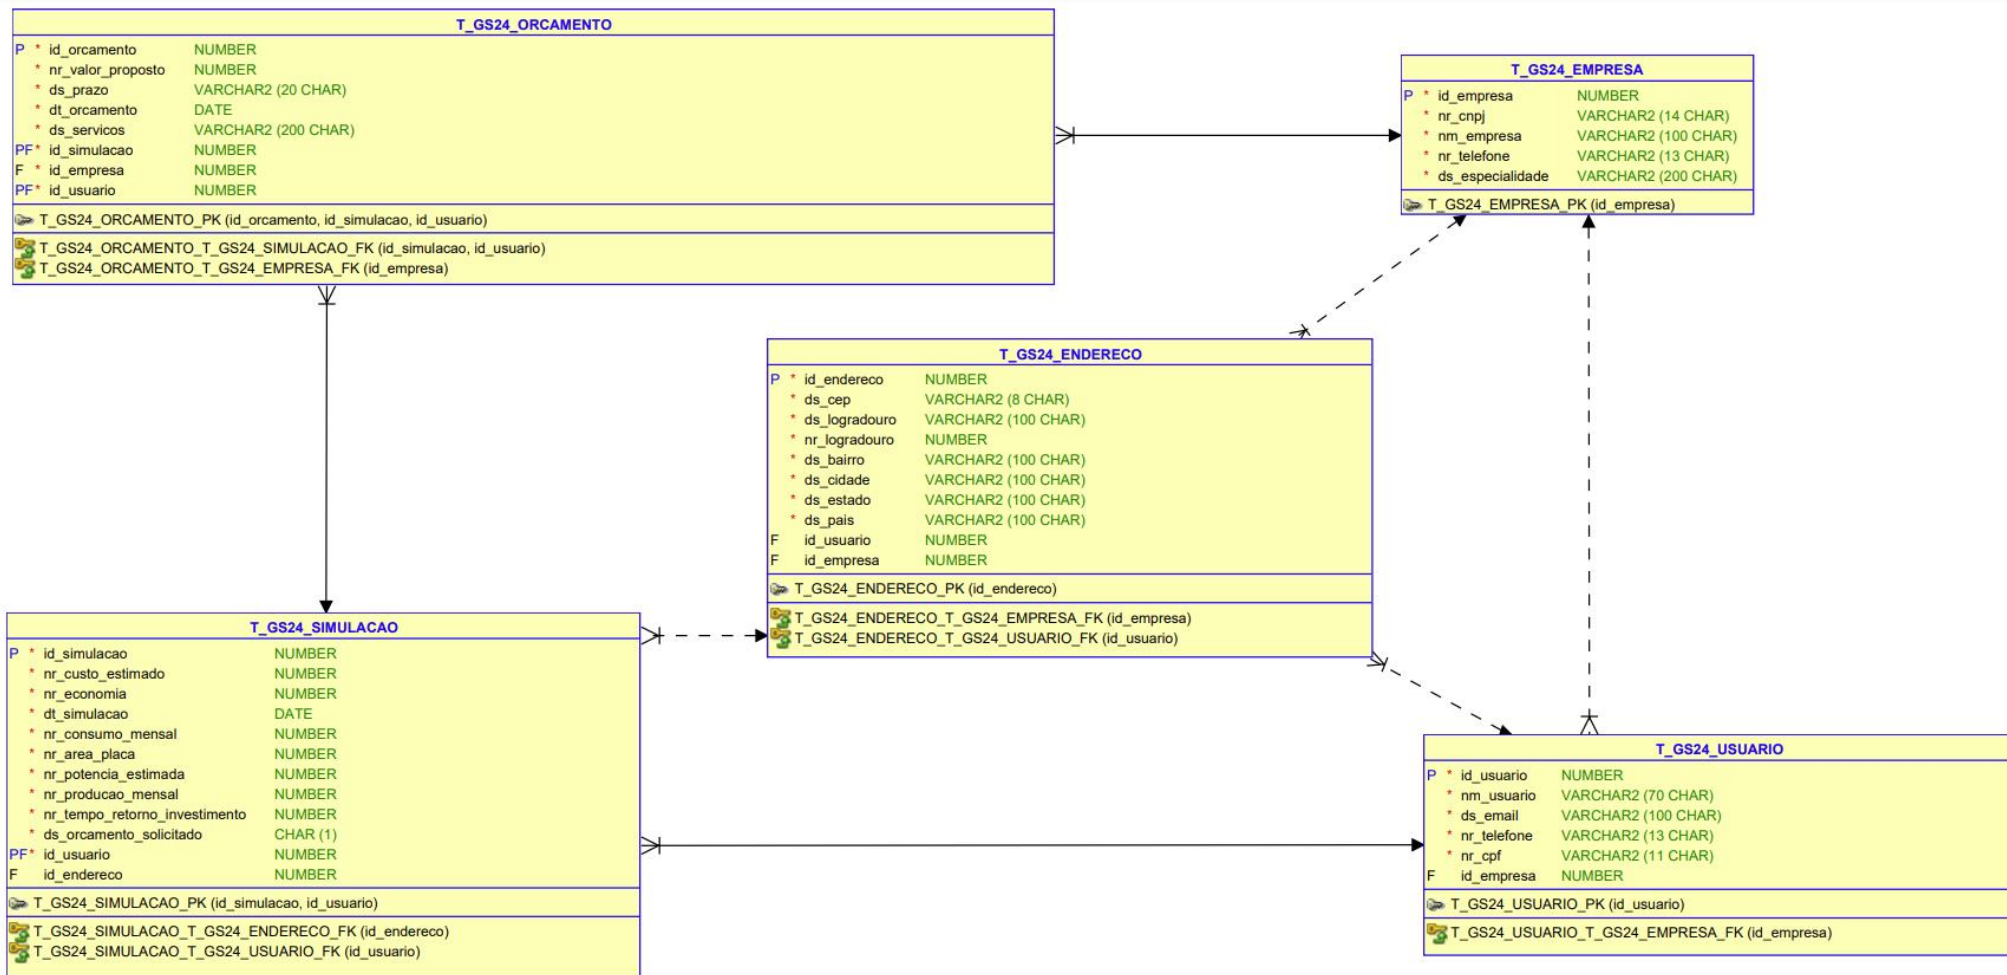 T_GS24_ORCAMENTO
P * id_orcamento NUMBER
* nr_valor_proposto NUMBER
* ds_prazo VARCHAR2 (20 CHAR)
* dt_orcamento DATE
* ds_servicos VARCHAR2 (200 CHAR)
PF* id_simulacao NUMBER
F * id_empresa NUMBER
PF* id_usuario NUMBER
T_GS24_ORCAMENTO_PK (id_orcamento, id_simulacao, id_usuario)
T_GS24_ORCAMENTO_T_GS24_SIMULACAO_FK (id_simulacao, id_usuario)
T_GS24_ORCAMENTO_T_GS24_EMPRESA_FK (id_empresa)
T_GS24_EMPRESA
P * id_empresa NUMBER
* nr_cnpj VARCHAR2 (14 CHAR)
* nm_empresa VARCHAR2 (100 CHAR)
* nr_telefone VARCHAR2 (13 CHAR)
* ds_especialidade VARCHAR2 (200 CHAR)
T_GS24_EMPRESA_PK (id_empresa)
T_GS24_ENDERECO
P * id_endereco NUMBER
* ds_cep VARCHAR2 (8 CHAR)
* ds_logradouro VARCHAR2 (100 CHAR)
* nr_logradouro NUMBER
* ds_bairro VARCHAR2 (100 CHAR)
* ds_cidade VARCHAR2 (100 CHAR)
* ds_estado VARCHAR2 (100 CHAR)
* ds_pais VARCHAR2 (100 CHAR)
F id_usuario NUMBER
F id_empresa NUMBER
T_GS24_ENDERECO_PK (id_endereco)
T_GS24_ENDERECO_T_GS24_EMPRESA_FK (id_empresa)
T_GS24_ENDERECO_T_GS24_USUARIO_FK (id_usuario)
T_GS24_SIMULACAO
P * id_simulacao NUMBER
* nr_custo_estimado NUMBER
* nr_economia NUMBER
* dt_simulacao DATE
* nr_consumo_mensal NUMBER
* nr_area_placa NUMBER
* nr_potencia_estimada NUMBER
* nr_producao_mensal NUMBER
* nr_tempo_retorno_investimento NUMBER
* ds_orcamento_solicitado CHAR (1)
PF* id_usuario NUMBER
F id_endereco NUMBER
T_GS24_SIMULACAO_PK (id_simulacao, id_usuario)
T_GS24_SIMULACAO_T_GS24_ENDERECO_FK (id_endereco)
T_GS24_SIMULACAO_T_GS24_USUARIO_FK (id_usuario)
T_GS24_USUARIO
P * id_usuario NUMBER
* nm_usuario VARCHAR2 (70 CHAR)
* ds_email VARCHAR2 (100 CHAR)
* nr_telefone VARCHAR2 (13 CHAR)
* nr_cpf VARCHAR2 (11 CHAR)
F id_empresa NUMBER
T_GS24_USUARIO_PK (id_usuario)
T_GS24_USUARIO_T_GS24_EMPRESA_FK (id_empresa)